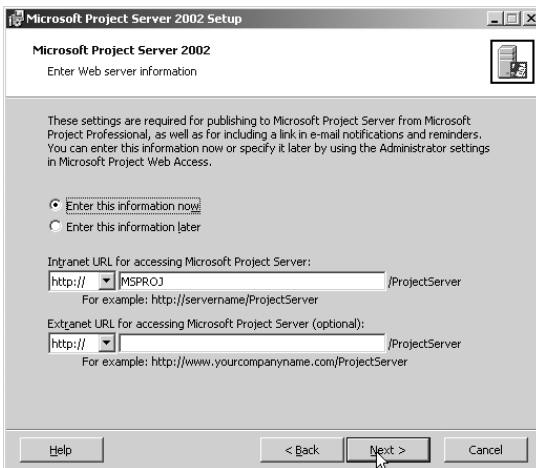 Microsoft Project Server 2002 Setup
Microsoft Project Server 2002
Enter Web server information
These settings are required for publishing to Microsoft Project Server from Microsoft
Project Professional, as well as for including a link in e-mail notifications and reminders.
You can enter this information now or specify it later by using the Administrator settings
in Microsoft Project Web Access.
Enter this information now
Enter this information later
Intranet URL for accessing Microsoft Project Server:
http:// MSPROJ /ProjectServer
For example: http://servername/ProjectServer
Extranet URL for accessing Microsoft Project Server (optional):
http:// /ProjectServer
For example: http://www.yourcompanyname.com/ProjectServer
Help < Back Next > Cancel